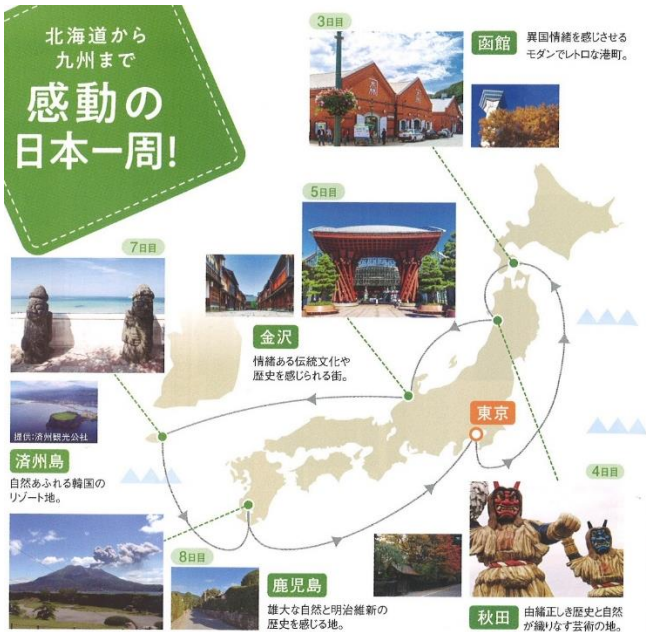 北海道から
九州まで
感動の
日本一周!
3日目
函館
異国情緒を感じさせる
モダンでレトロな港町。
5日目
金沢
情緒ある伝統文化や
歴史を感じられる街。
7日目
提供:済州観光公社
済州島
自然あふれる韓国の
リゾート地。
東京
4日目
秋田
由緒正しき歴史と自然
が織りなす芸術の地。
8日目
鹿児島
雄大な自然と明治維新の
歴史を感じる地。